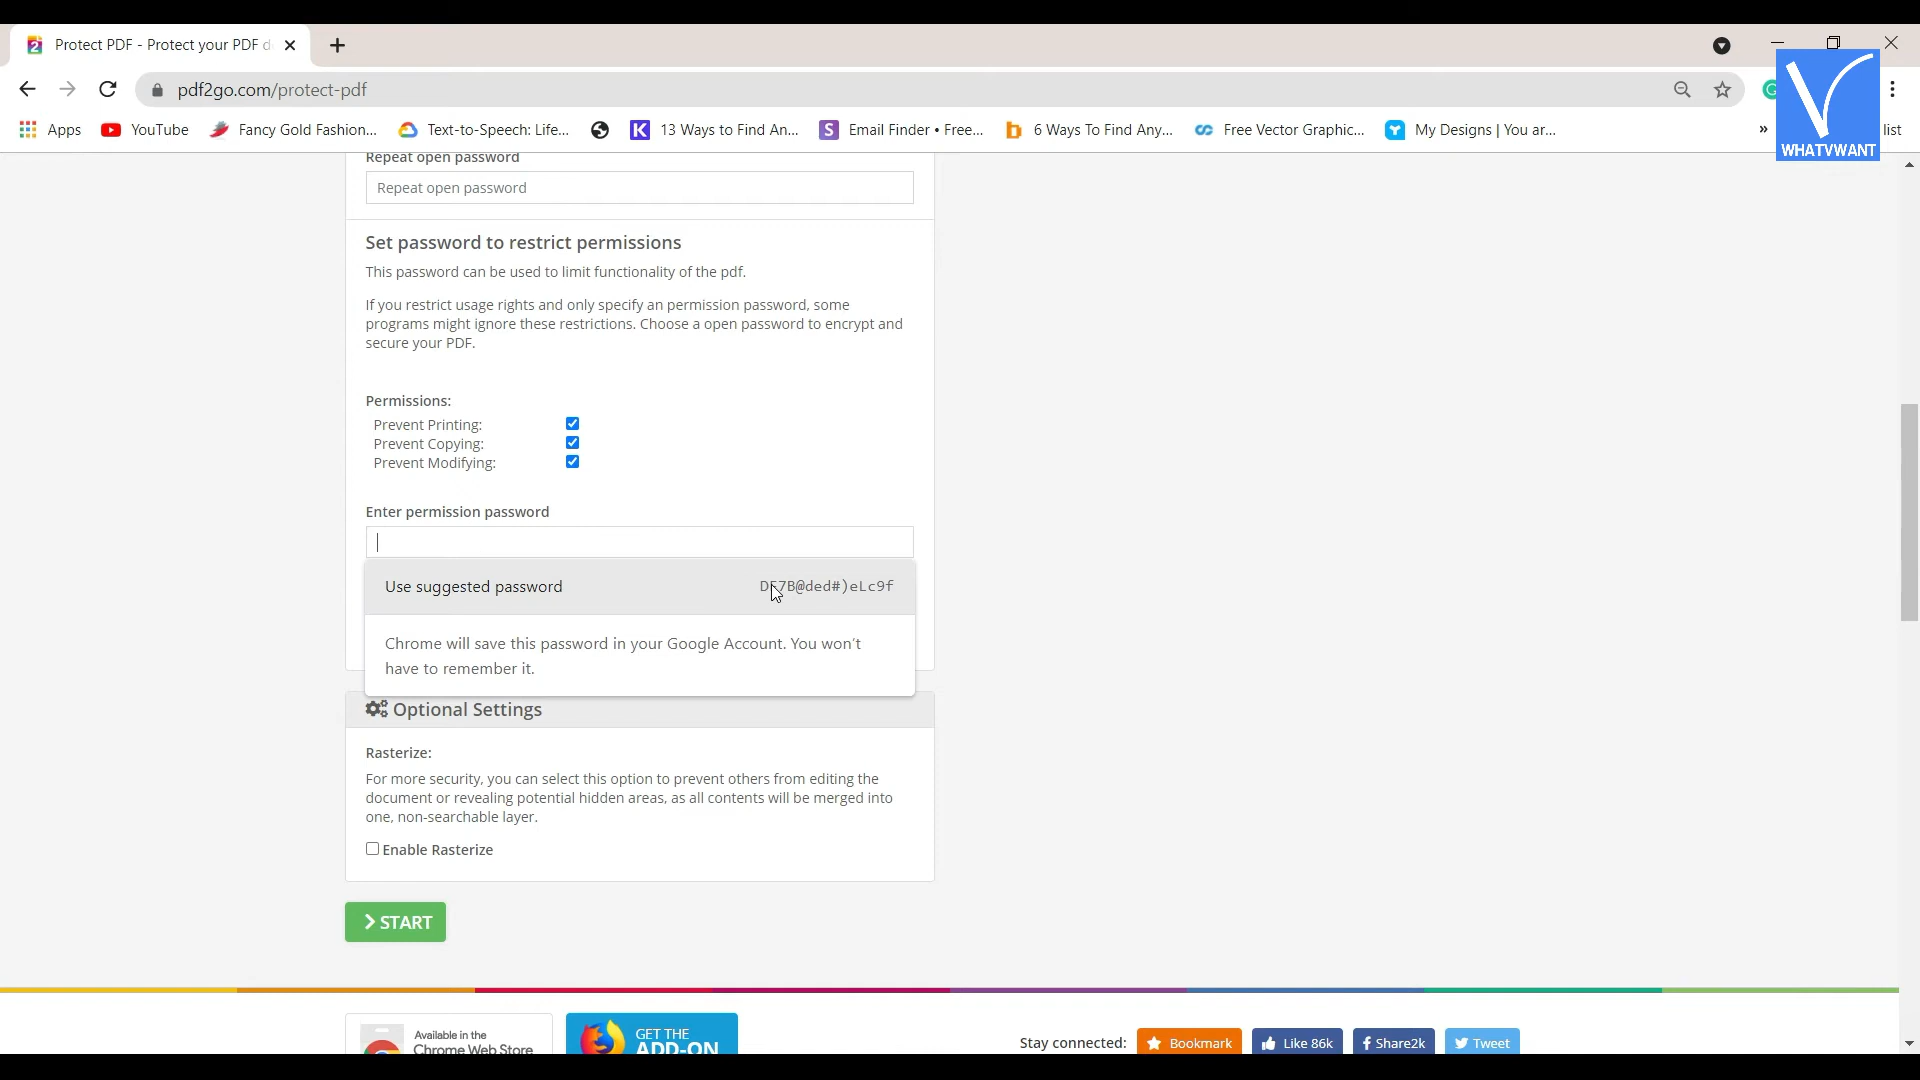 Protect PDF - Protect your PDF d
pdf2go.com/protect-pdf
Apps
YouTube
Fancy Gold Fashion...
Text-to-Speech: Life...
13 Ways to Find An...
Email Finder • Free...
6 Ways To Find Any...
Free Vector Graphic...
My Designs | You ar...
»
list
WHATVWANT
Repeat open password
Repeat open password
Set password to restrict permissions
This password can be used to limit functionality of the pdf.
If you restrict usage rights and only specify an permission password, some
programs might ignore these restrictions. Choose a open password to encrypt and
secure your PDF.
Permissions:
Prevent Printing:
Prevent Copying:
Prevent Modifying:
Enter permission password
Use suggested password
Chrome will save this password in your Google Account. You won't
have to remember it.
Optional Settings
Rasterize:
For more security, you can select this option to prevent others from editing the
document or revealing potential hidden areas, as all contents will be merged into
one, non-searchable layer.
Enable Rasterize
START
Available in the
Chrome Web Store
GET THE
ADD-ON
Stay connected:
Bookmark
Like 86k
Share2k
Tweet